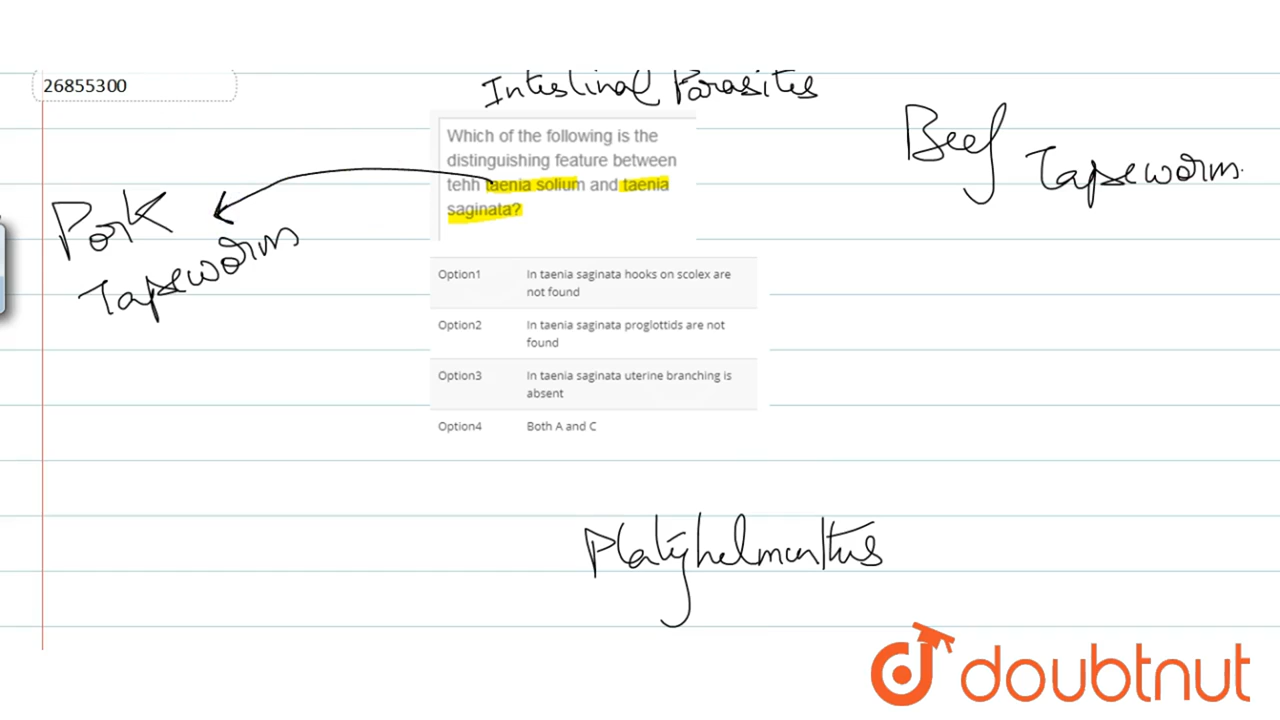 26855300
Intestinal Parasites
Which of the following is the
distinguishing feature between
tehh taenia solium and taenia
saginata?
Beef
Tapeworm.
Pork
Tapeworm
Option1 In taenia saginata hooks on scolex are
not found
Option2 In taenia saginata proglottids are not
found
Option3 In taenia saginata uterine branching is
absent
Option4 Both A and C
doubtnut